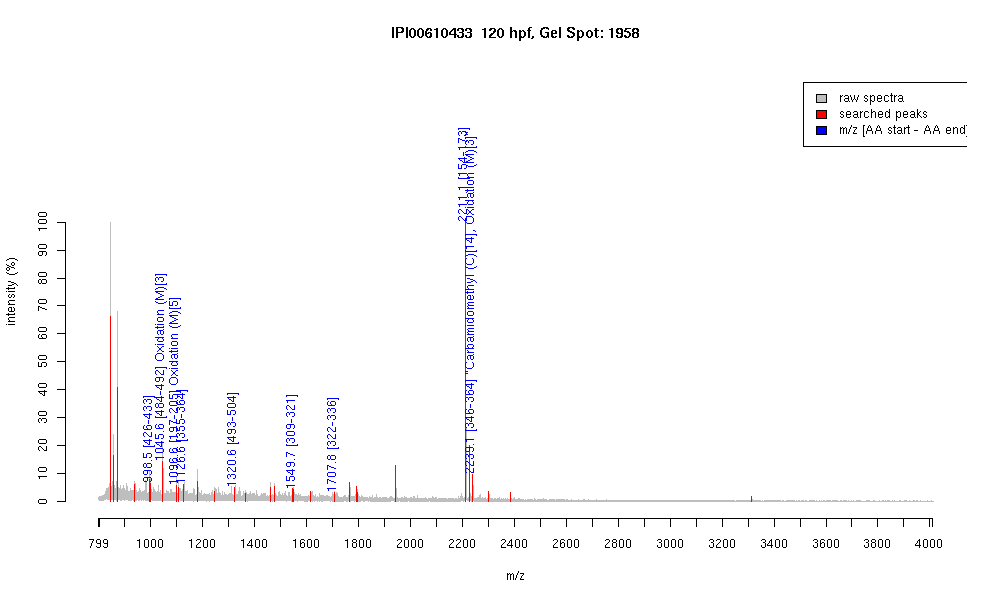 IPI00610433 120 hpf, Gel Spot: 1958
raw spectra
searched peaks
m/z [AA start - AA end]
intensity (%)
100
90
80
70
60
50
40
30
20
10
0
998.5 [426-433]
1045.6 [484-492] Oxidation (M)[3]
1096.6 [197-205] Oxidation (M)[5]
1126.6 [355-364]
1320.6 [493-504]
1549.7 [309-321]
1707.8 [322-336]
2211.1 [154-173]
2239.1 [346-364] "Carbamidomethyl (C)[14], Oxidation (M)[3]"
799 1000 1200 1400 1600 1800 2000 2200 2400 2600 2800 3000 3200 3400 3600 3800 4000
m/z